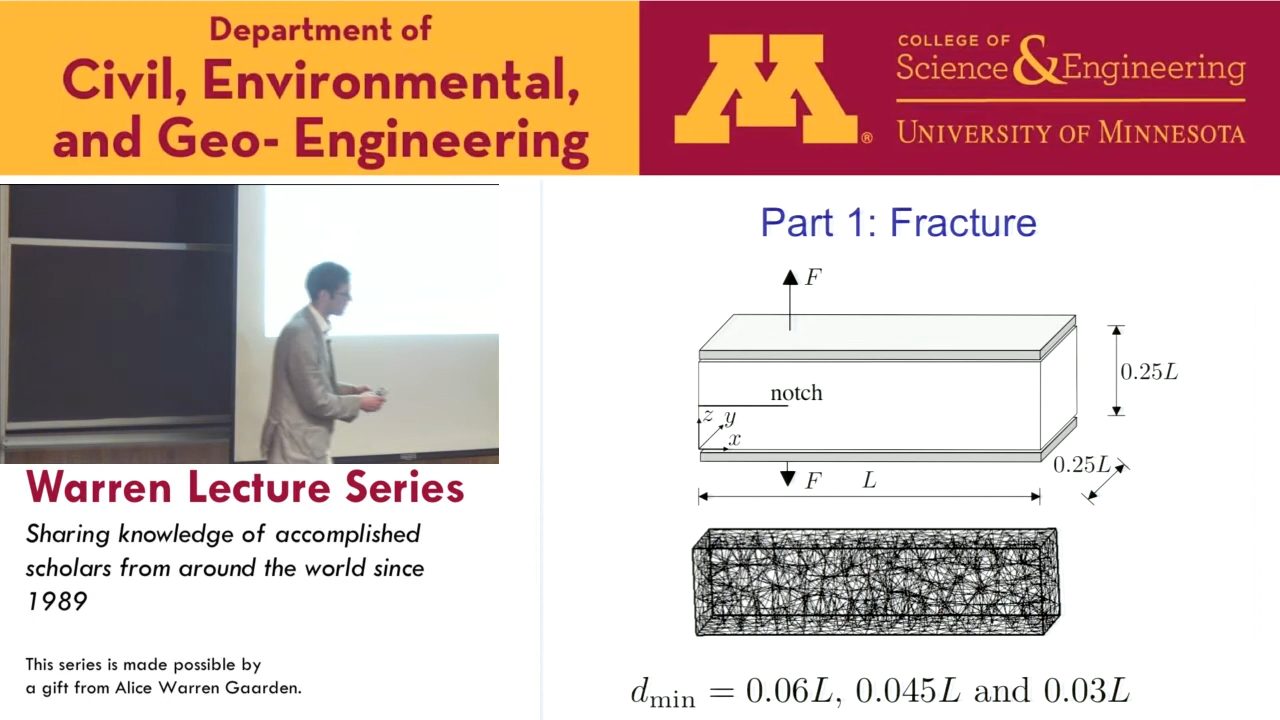 Department of
Civil, Environmental,
and Geo- Engineering
M®
COLLEGE OF
Science & Engineering
UNIVERSITY OF MINNESOTA
Part 1: Fracture
F
0.25L
notch
z y
x
0.25L
F
L
d_min = 0.06L, 0.045L and 0.03L
Warren Lecture Series
Sharing knowledge of accomplished
scholars from around the world since
1989
This series is made possible by
a gift from Alice Warren Gaarden.